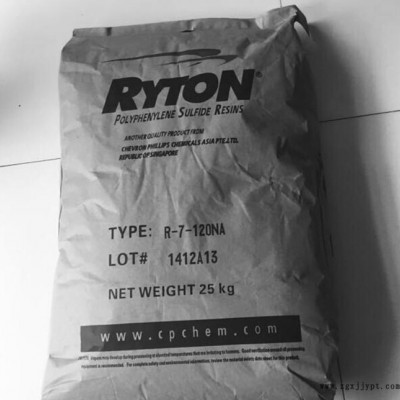 RYTON®
POLYPHENYLENE SULFIDE RESINS
ANOTHER QUALITY PRODUCT FROM
CHEVRON PHILLIPS CHEMICALS ASIA PTE.LTD.
REPUBLIC OF SINGAPORE
TYPE: R-7-120NA
LOT# 1412A13
NET WEIGHT 25 kg
www.cpchem.com